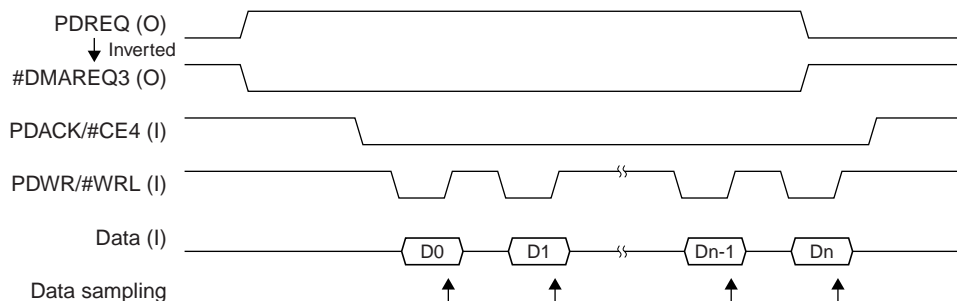 PDREQ (O)
Inverted
#DMAREQ3 (O)
PDACK/#CE4 (I)
PDWR/#WRL (I)
Data (I) D0 D1 Dn-1 Dn
Data sampling